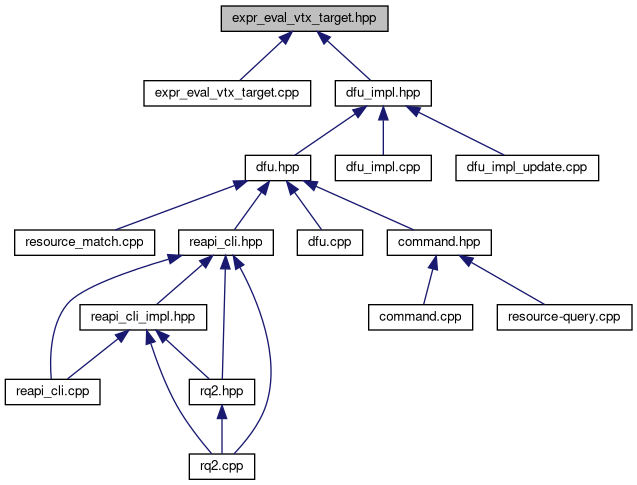 expr_eval_vtx_target.hpp
expr_eval_vtx_target.cpp
dfu_impl.hpp
dfu.hpp
dfu_impl.cpp
dfu_impl_update.cpp
resource_match.cpp
reapi_cli.hpp
dfu.cpp
command.hpp
reapi_cli_impl.hpp
command.cpp
resource-query.cpp
reapi_cli.cpp
rq2.hpp
rq2.cpp